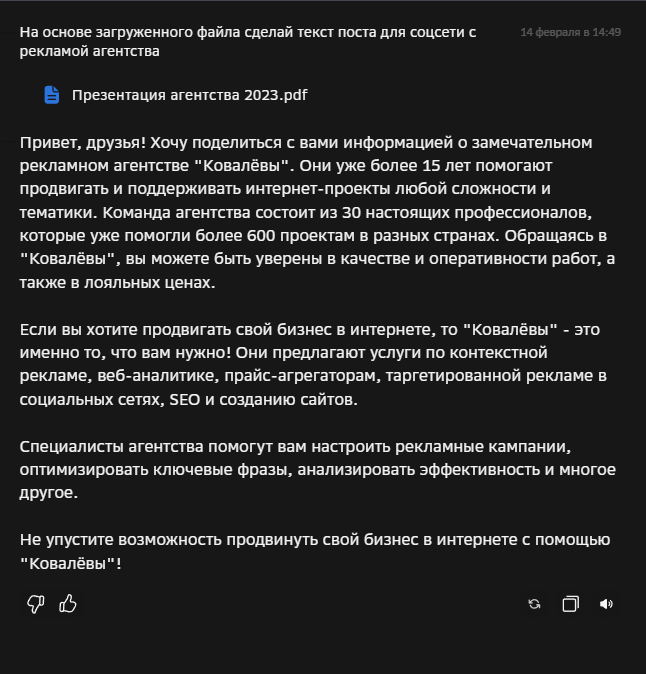 На основе загруженного файла сделай текст поста для соцсети с
рекламой агентства
14 февраля в 14:49
Презентация агентства 2023.pdf
Привет, друзья! Хочу поделиться с вами информацией о замечательном
рекламном агентстве "Ковалёвы". Они уже более 15 лет помогают
продвигать и поддерживать интернет-проекты любой сложности и
тематики. Команда агентства состоит из 30 настоящих профессионалов,
которые уже помогли более 600 проектам в разных странах. Обращаясь в
"Ковалёвы", вы можете быть уверены в качестве и оперативности работ, а
также в лояльных ценах.
Если вы хотите продвигать свой бизнес в интернете, то "Ковалёвы" - это
именно то, что вам нужно! Они предлагают услуги по контекстной
рекламе, веб-аналитике, прайс-агрегаторам, таргетированной рекламе в
социальных сетях, SEO и созданию сайтов.
Специалисты агентства помогут вам настроить рекламные кампании,
оптимизировать ключевые фразы, анализировать эффективность и многое
другое.
Не упустите возможность продвинуть свой бизнес в интернете с помощью
"Ковалёвы"!